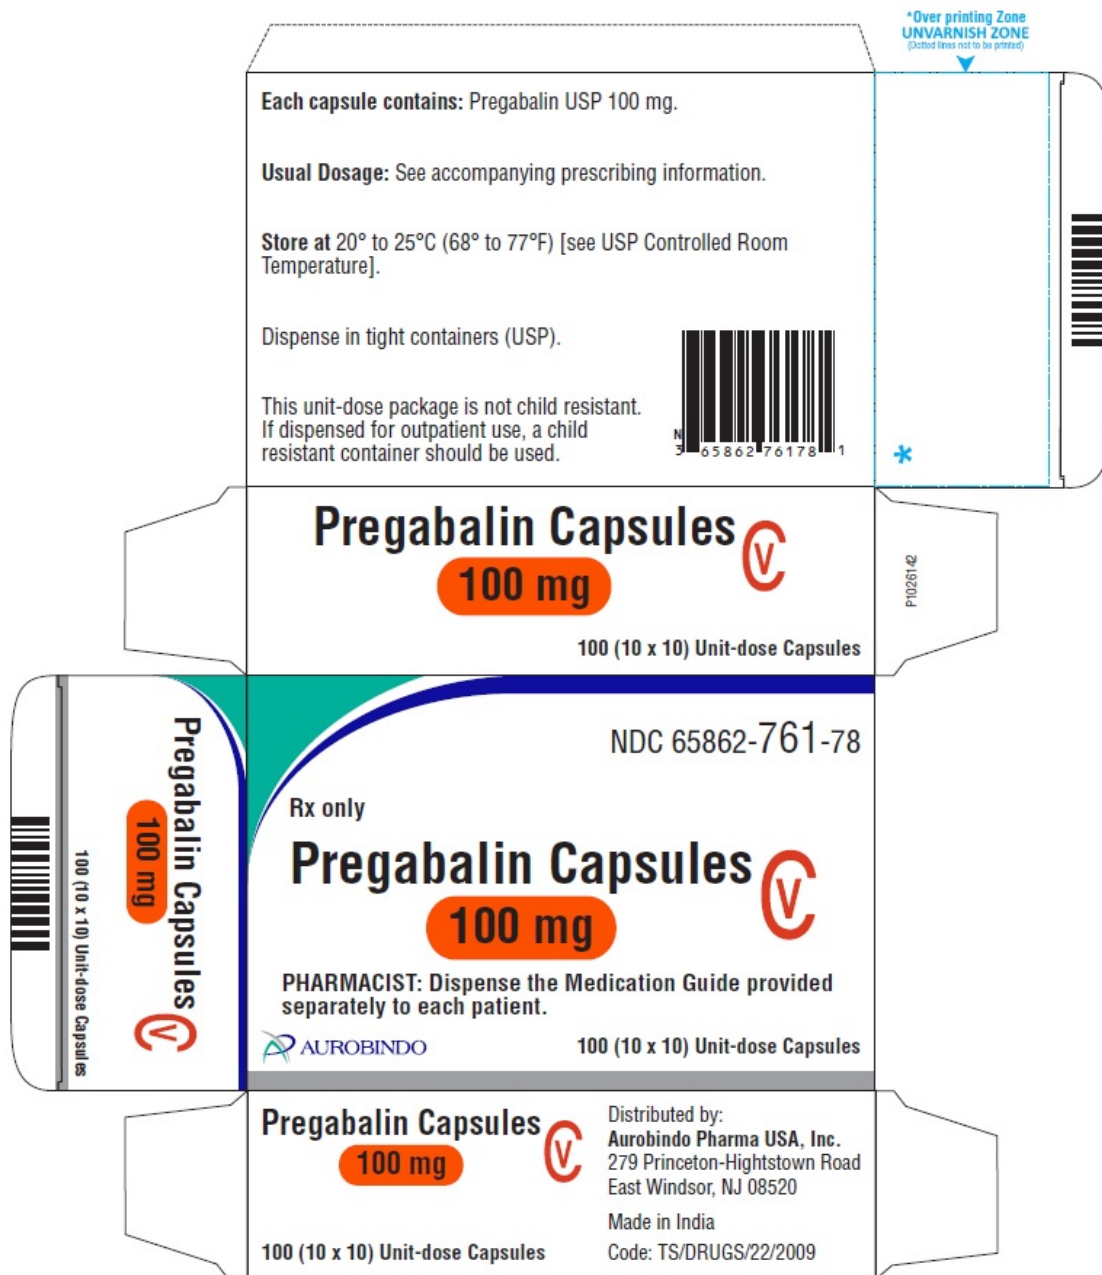 *Over printing Zone
UNVARNISH ZONE
(Dotted lines not to be printed)
Each capsule contains: Pregabalin USP 100 mg.
Usual Dosage: See accompanying prescribing information.
Store at 20° to 25°C (68° to 77°F) [see USP Controlled Room
Temperature].
Dispense in tight containers (USP).
This unit-dose package is not child resistant.
If dispensed for outpatient use, a child
resistant container should be used.
N
3 65862 76178 1
*
Pregabalin Capsules
CV
100 mg
100 (10 x 10) Unit-dose Capsules
P1026142
Pregabalin Capsules
CV
100 mg
100 (10 x 10) Unit-dose Capsules
NDC 65862-761-78
Rx only
Pregabalin Capsules
CV
100 mg
PHARMACIST: Dispense the Medication Guide provided
separately to each patient.
AUROBINDO
100 (10 x 10) Unit-dose Capsules
Pregabalin Capsules
CV
100 mg
100 (10 x 10) Unit-dose Capsules
Distributed by:
Aurobindo Pharma USA, Inc.
279 Princeton-Hightstown Road
East Windsor, NJ 08520
Made in India
Code: TS/DRUGS/22/2009